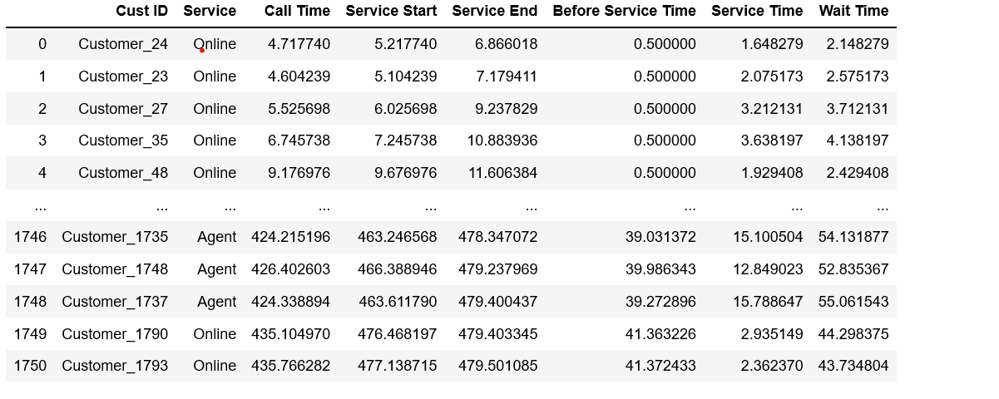 Cust ID Service Call Time Service Start Service End Before Service Time Service Time Wait Time
0 Customer_24 Online 4.717740 5.217740 6.866018 0.500000 1.648279 2.148279
1 Customer_23 Online 4.604239 5.104239 7.179411 0.500000 2.075173 2.575173
2 Customer_27 Online 5.525698 6.025698 9.237829 0.500000 3.212131 3.712131
3 Customer_35 Online 6.745738 7.245738 10.883936 0.500000 3.638197 4.138197
4 Customer_48 Online 9.176976 9.676976 11.606384 0.500000 1.929408 2.429408
... ... ... ... ... ... ... ... ...
1746 Customer_1735 Agent 424.215196 463.246568 478.347072 39.031372 15.100504 54.131877
1747 Customer_1748 Agent 426.402603 466.388946 479.237969 39.986343 12.849023 52.835367
1748 Customer_1737 Agent 424.338894 463.611790 479.400437 39.272896 15.788647 55.061543
1749 Customer_1790 Online 435.104970 476.468197 479.403345 41.363226 2.935149 44.298375
1750 Customer_1793 Online 435.766282 477.138715 479.501085 41.372433 2.362370 43.734804